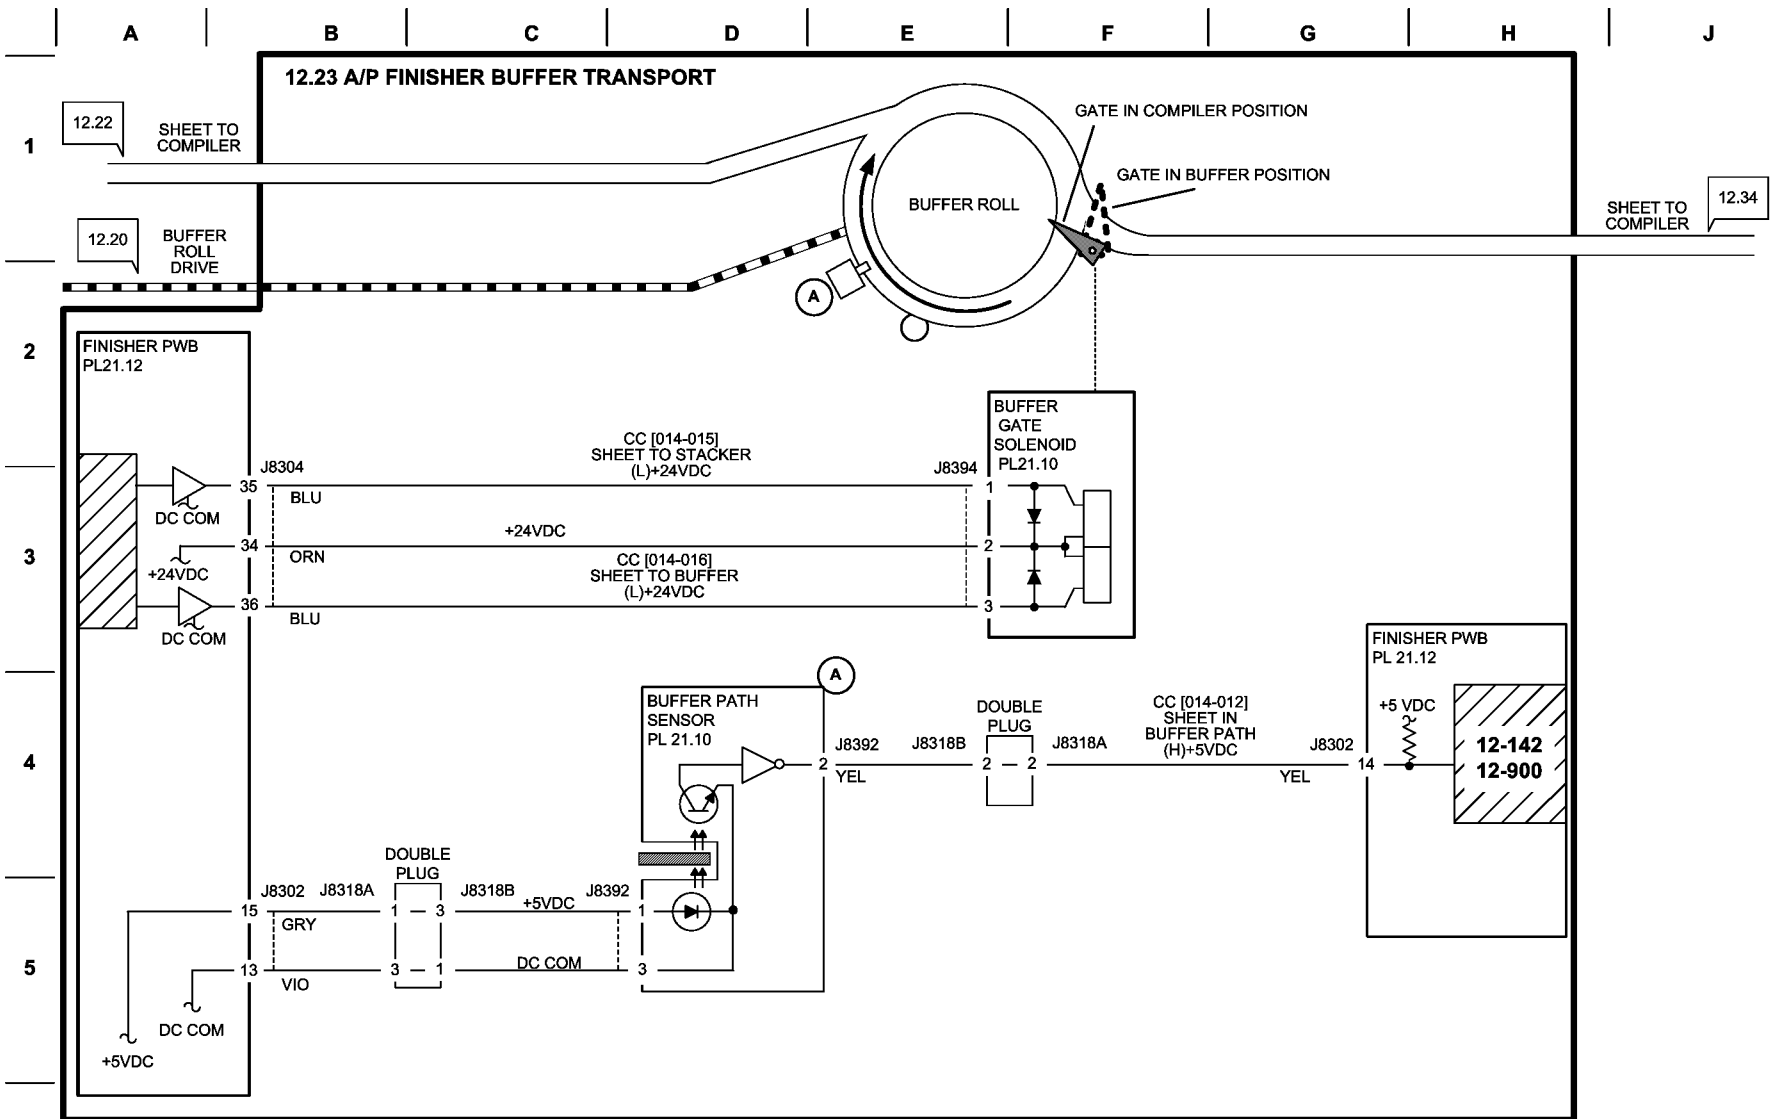 A B C D E F G H J
12.23 A/P FINISHER BUFFER TRANSPORT
1
12.22
SHEET TO
COMPILER
GATE IN COMPILER POSITION
GATE IN BUFFER POSITION
BUFFER ROLL
12.34
SHEET TO
COMPILER
12.20
BUFFER
ROLL
DRIVE
A
2
FINISHER PWB
PL21.12
BUFFER
GATE
SOLENOID
PL21.10
CC [014-015]
SHEET TO STACKER
(L)+24VDC
J8304
J8394
35
BLU
1
DC COM
3
+24VDC
34
ORN
2
+24VDC
CC [014-016]
SHEET TO BUFFER
(L)+24VDC
36
BLU
3
DC COM
FINISHER PWB
PL 21.12
A
4
BUFFER PATH
SENSOR
PL 21.10
J8392
J8318B
DOUBLE
PLUG
J8318A
CC [014-012]
SHEET IN
BUFFER PATH
(H)+5VDC
J8302
+5 VDC
2
YEL
2
2
YEL
14
12-142
12-900
DOUBLE
PLUG
5
J8302
J8318A
J8318B
J8392
15
GRY
1
3
+5VDC
1
13
VIO
3
1
DC COM
3
DC COM
+5VDC